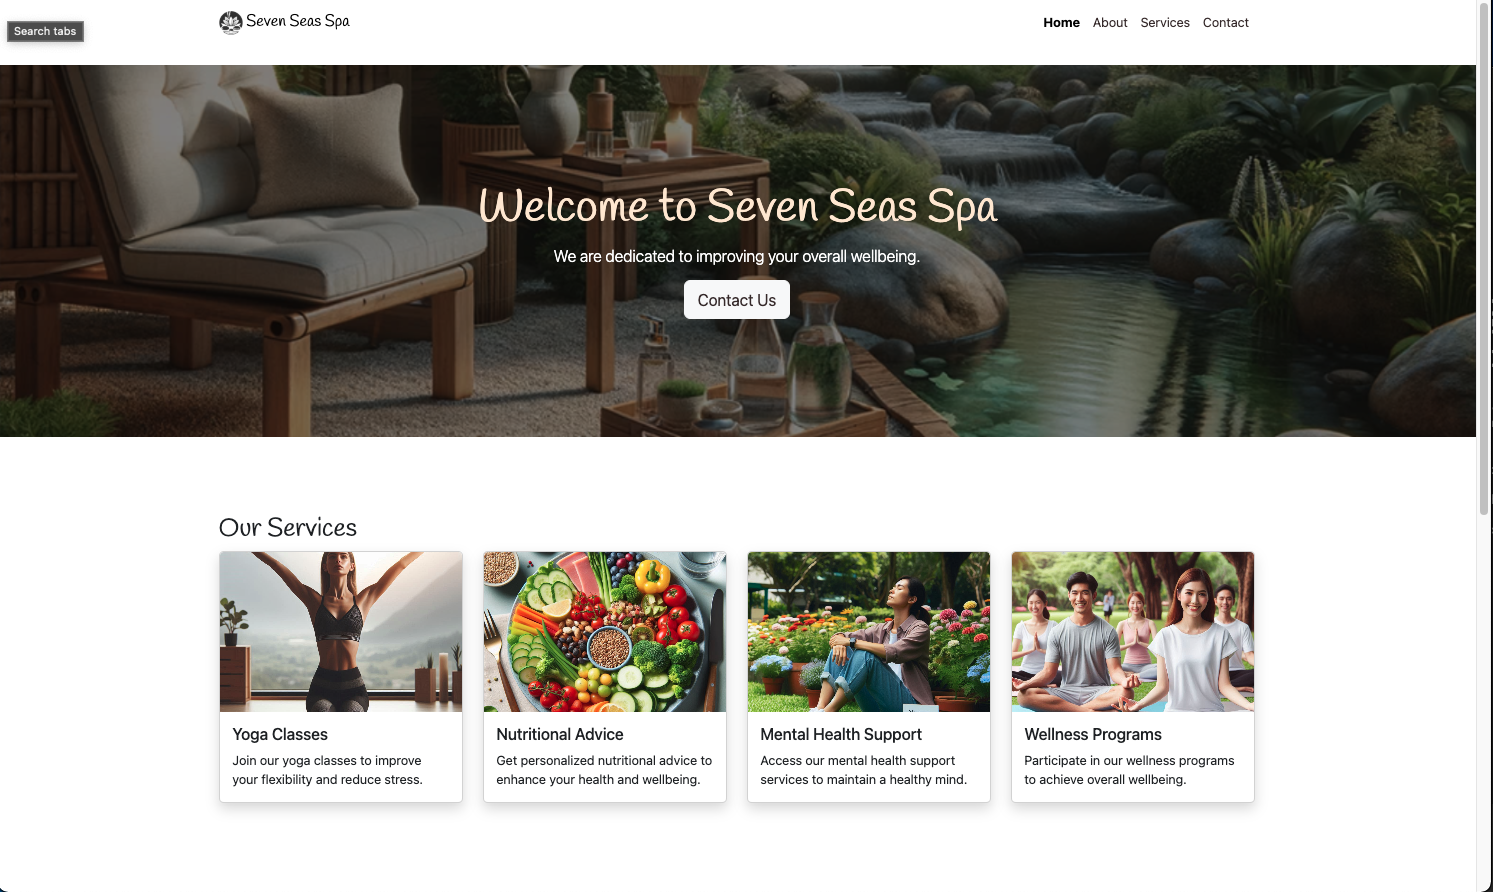 Search tabs
Seven Seas Spa
Home About Services Contact
Welcome to Seven Seas Spa
We are dedicated to improving your overall wellbeing.
Contact Us
Our Services
Yoga Classes
Join our yoga classes to improve
your flexibility and reduce stress.
Nutritional Advice
Get personalized nutritional advice to
enhance your health and wellbeing.
Mental Health Support
Access our mental health support
services to maintain a healthy mind.
Wellness Programs
Participate in our wellness programs
to achieve overall wellbeing.